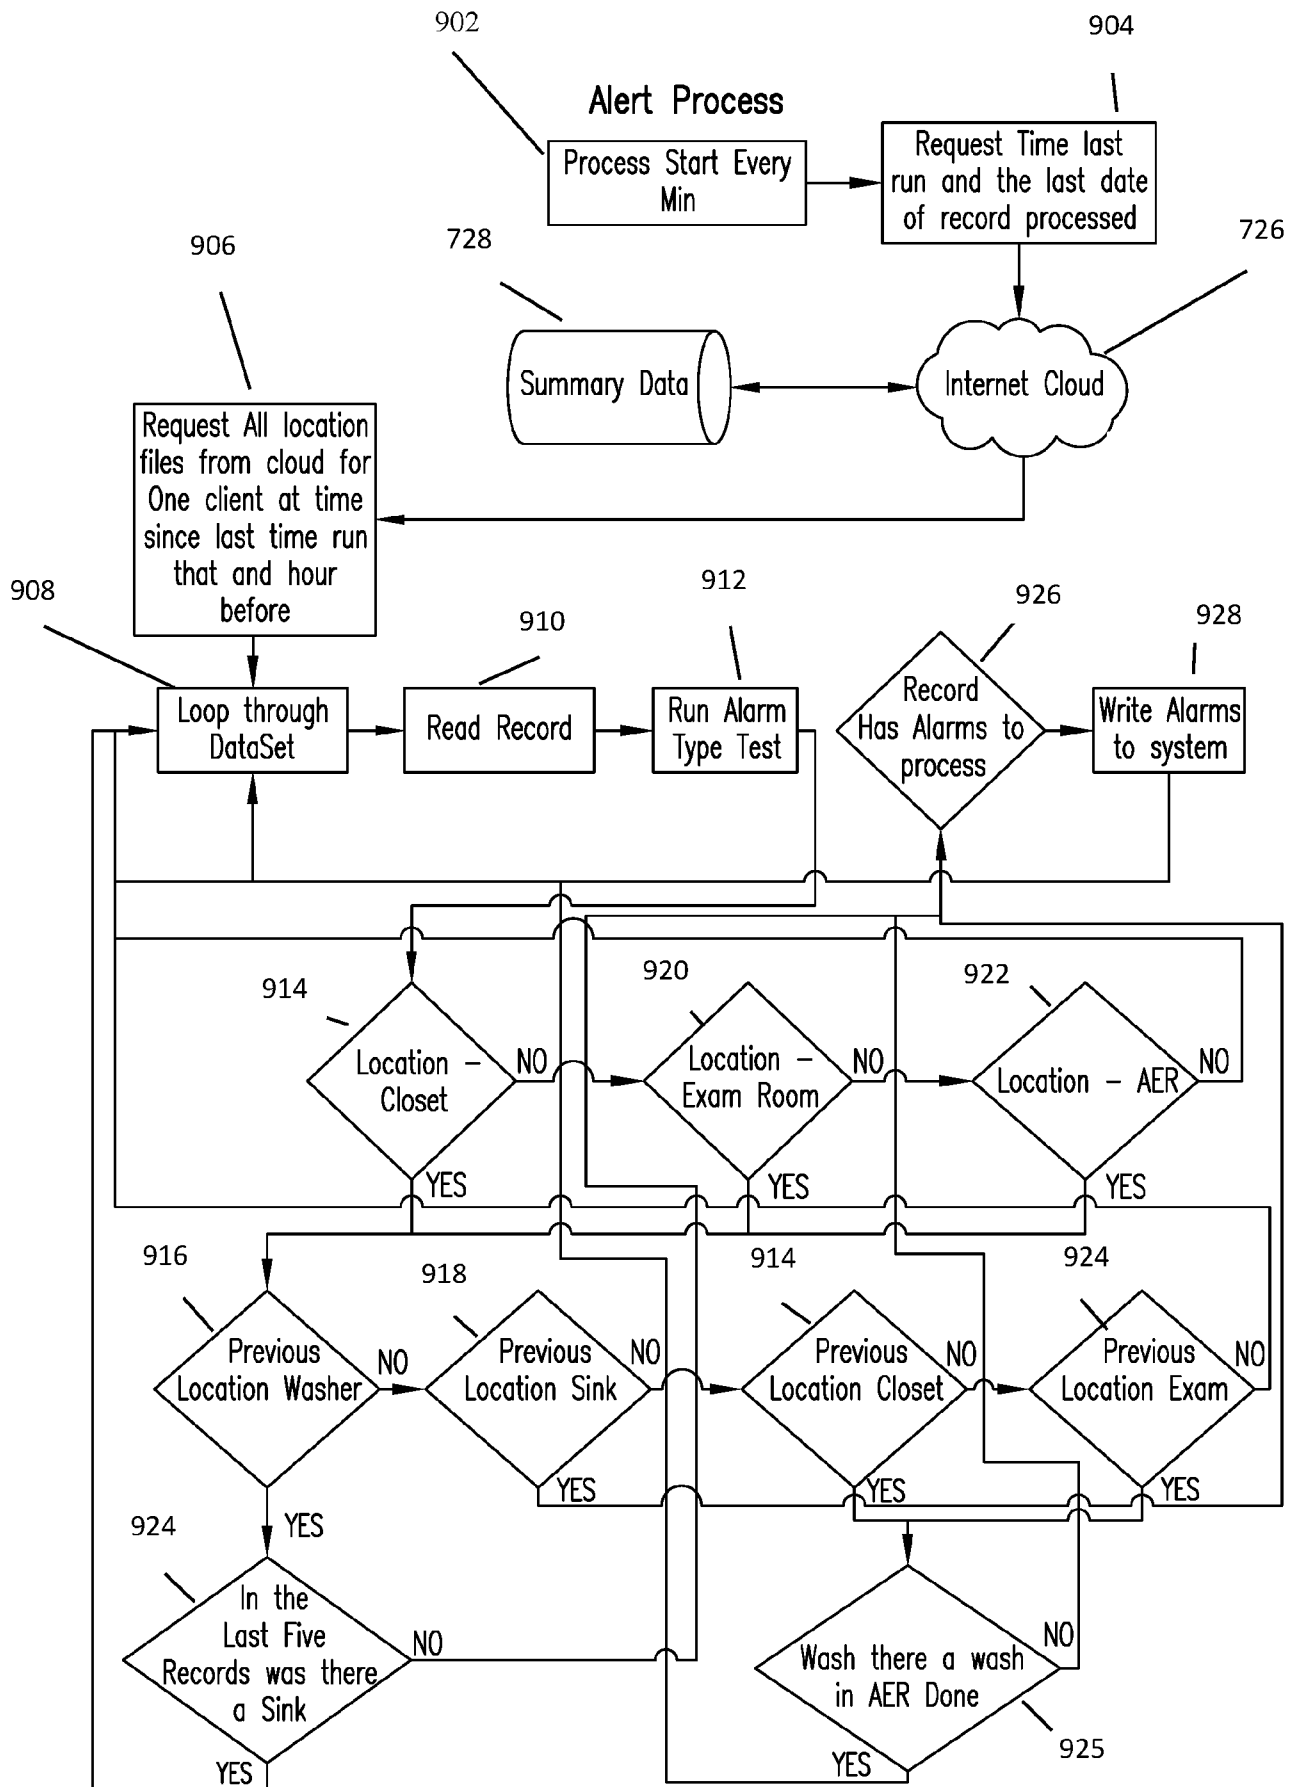 902
904
Alert Process
Process Start Every
Min
Request Time last
run and the last date
of record processed
906
728
726
Summary Data
Internet Cloud
Request All location
files from cloud for
One client at time
since last time run
that and hour
before
908
910
912
926
928
Loop through
DataSet
Read Record
Run Alarm
Type Test
Record
Has Alarms to
process
Write Alarms
to system
914
920
922
Location –
Closet
NO
Location –
Exam Room
NO
Location – AER
NO
YES
YES
YES
916
918
914
924
Previous
Location Washer
NO
Previous
Location Sink
NO
Previous
Location Closet
NO
Previous
Location Exam
NO
YES
YES
YES
YES
924
In the
Last Five
Records was there
a Sink
NO
YES
Wash there a wash
in AER Done
NO
YES
925